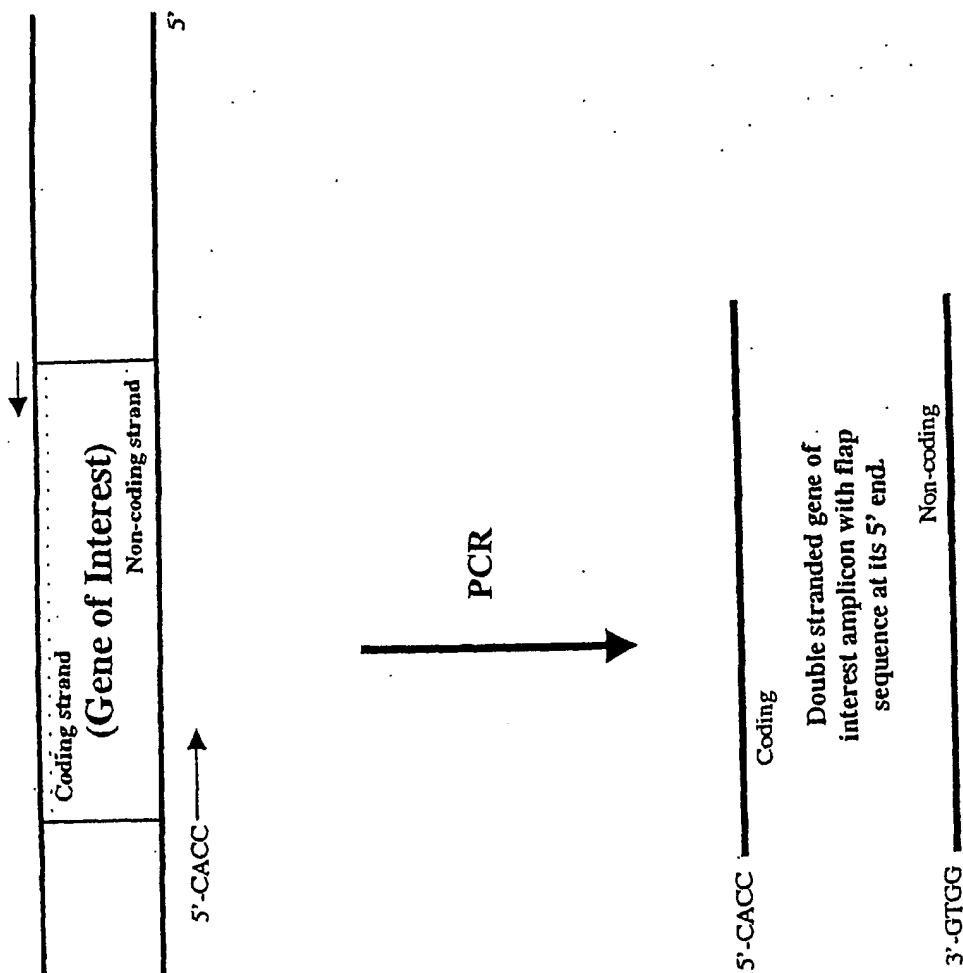 5'
Coding strand
(Gene of Interest)
Non-coding strand
5'-CACC
PCR
5'-CACC
Coding
Double stranded gene of
interest amplicon with flap
sequence at its 5' end.
Non-coding
3'-GTGG